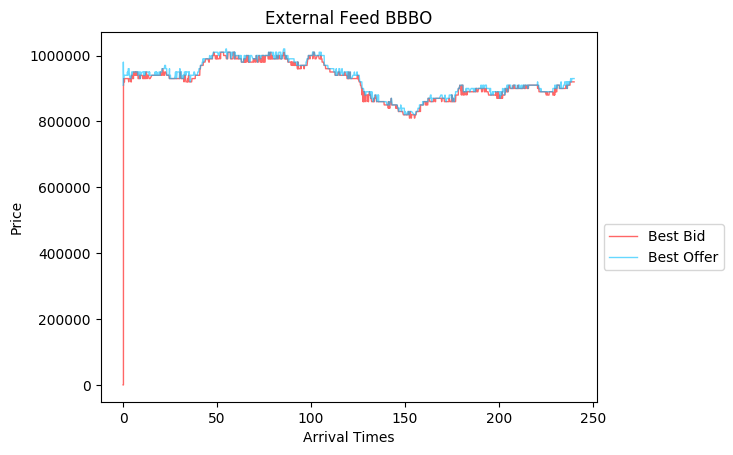 External Feed BBBO
1000000
800000
600000
400000
200000
0
Price
0 50 100 150 200 250
Arrival Times
Best Bid
Best Offer